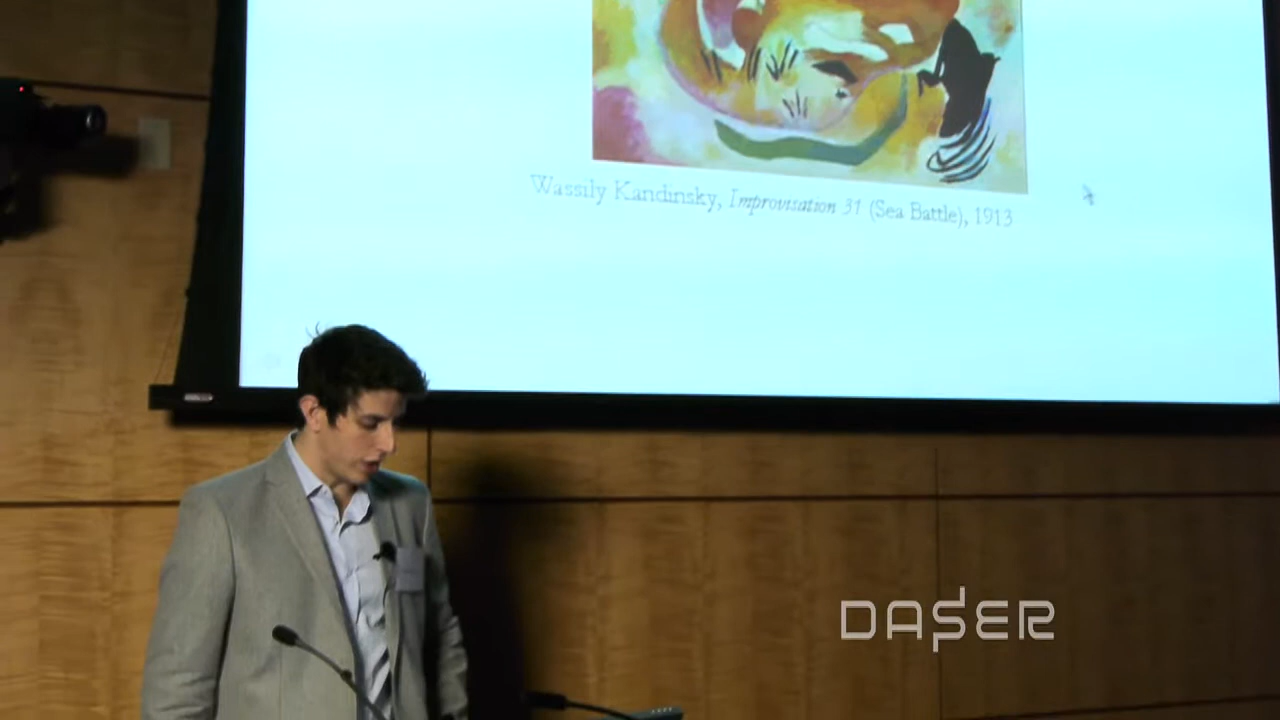 Wassily Kandinsky, Improvisation 31 (Sea Battle), 1913
DASER